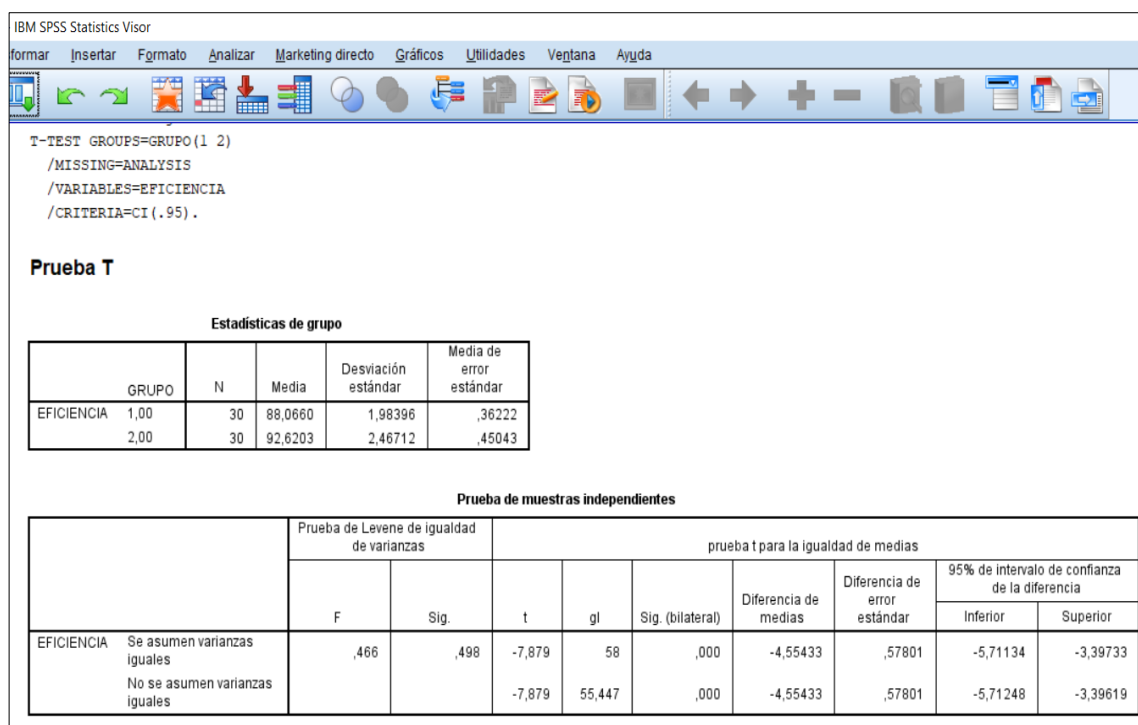 IBM SPSS Statistics Visor
formar Insertar Formato Analizar Marketing directo Gráficos Utilidades Ventana Ayuda
T-TEST GROUPS=GRUPO(1 2)
/MISSING=ANALYSIS
/VARIABLES=EFICIENCIA
/CRITERIA=CI(.95).
Prueba T
Estadísticas de grupo
GRUPO N Media Desviación estándar Media de error estándar
EFICIENCIA 1,00 30 88,0660 1,98396 ,36222
2,00 30 92,6203 2,46712 ,45043
Prueba de muestras independientes
Prueba de Levene de igualdad de varianzas prueba t para la igualdad de medias
F Sig. t gl Sig. (bilateral) Diferencia de medias Diferencia de error estándar 95% de intervalo de confianza de la diferencia
Inferior Superior
EFICIENCIA Se asumen varianzas iguales ,466 ,498 -7,879 58 ,000 -4,55433 ,57801 -5,71134 -3,39733
No se asumen varianzas iguales -7,879 55,447 ,000 -4,55433 ,57801 -5,71248 -3,39619